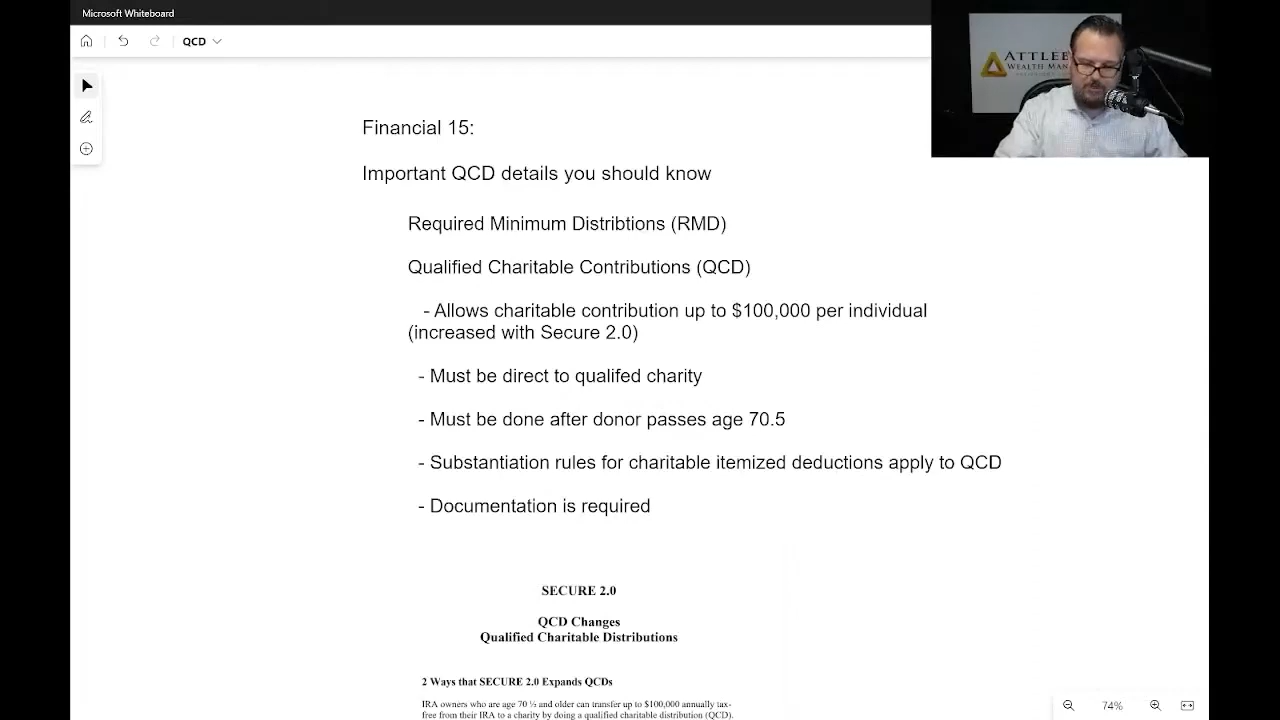 Microsoft Whiteboard
QCD
ATTLEE
WEALTH MAN
Financial 15:
Important QCD details you should know
Required Minimum Distribtions (RMD)
Qualified Charitable Contributions (QCD)
- Allows charitable contribution up to $100,000 per individual
(increased with Secure 2.0)
- Must be direct to qualifed charity
- Must be done after donor passes age 70.5
- Substantiation rules for charitable itemized deductions apply to QCD
- Documentation is required
SECURE 2.0
QCD Changes
Qualified Charitable Distributions
2 Ways that SECURE 2.0 Expands QCDs
IRA owners who are age 70 ½ and older can transfer up to $100,000 annually tax-
free from their IRA to a charity by doing a qualified charitable distribution (QCD).
74%